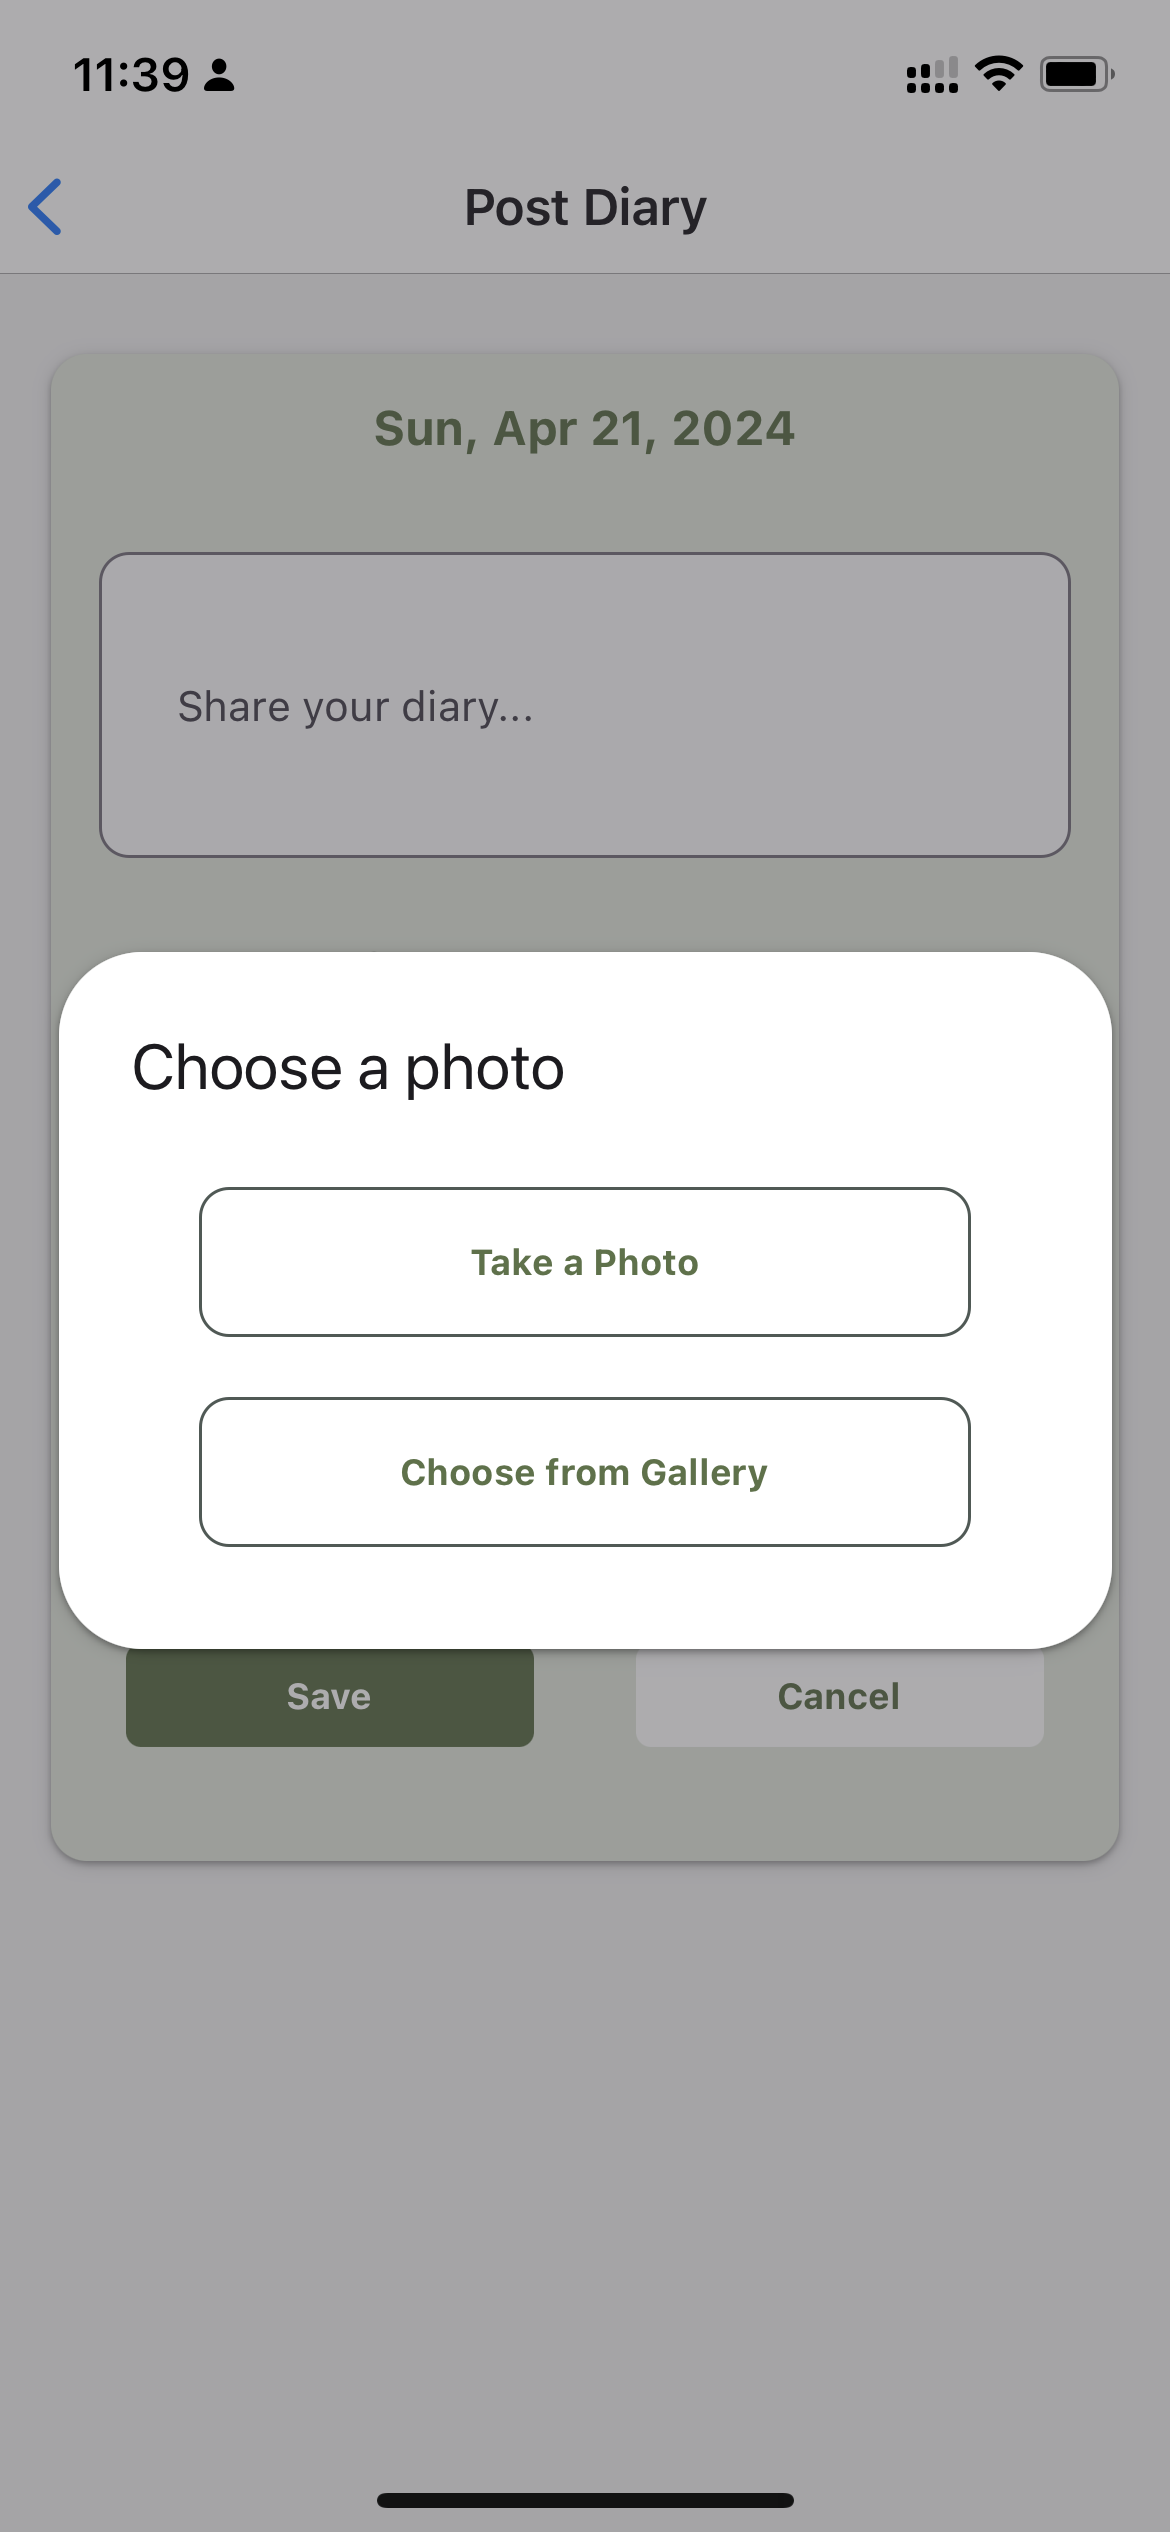 11:39
Post Diary
Sun, Apr 21, 2024
Share your diary...
Choose a photo
Take a Photo
Choose from Gallery
Save
Cancel